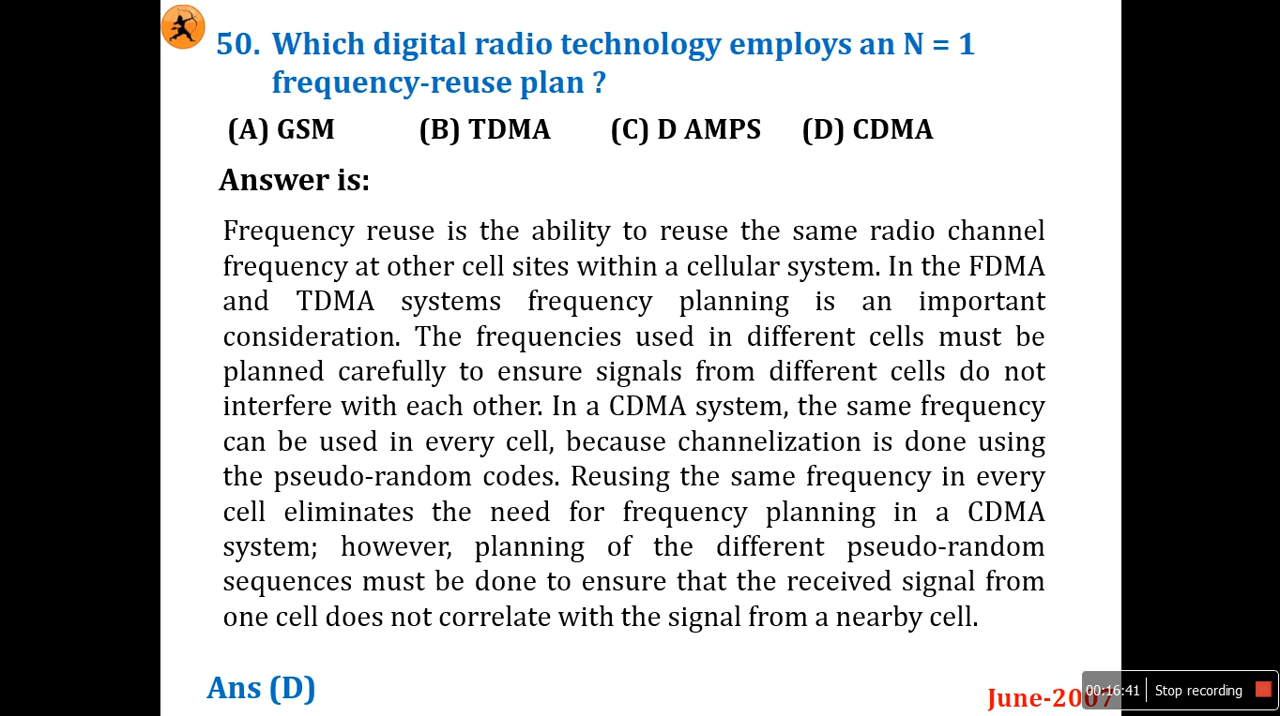 50. Which digital radio technology employs an N = 1
frequency-reuse plan ?
(A) GSM (B) TDMA (C) D AMPS (D) CDMA
Answer is:
Frequency reuse is the ability to reuse the same radio channel
frequency at other cell sites within a cellular system. In the FDMA
and TDMA systems frequency planning is an important
consideration. The frequencies used in different cells must be
planned carefully to ensure signals from different cells do not
interfere with each other. In a CDMA system, the same frequency
can be used in every cell, because channelization is done using
the pseudo-random codes. Reusing the same frequency in every
cell eliminates the need for frequency planning in a CDMA
system; however, planning of the different pseudo-random
sequences must be done to ensure that the received signal from
one cell does not correlate with the signal from a nearby cell.
Ans (D)
June-2007
00:16:41 Stop recording